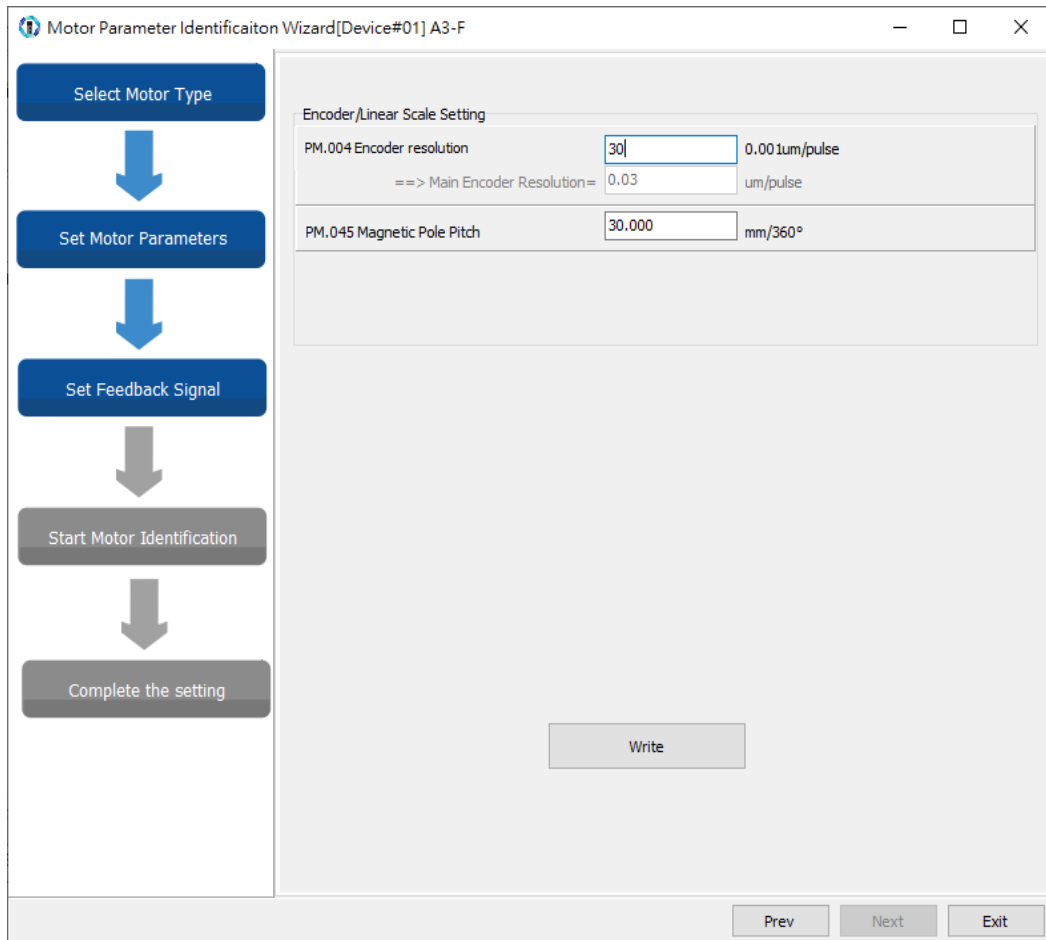 Motor Parameter Identificaiton Wizard[Device#01] A3-F
Select Motor Type
Set Motor Parameters
Set Feedback Signal
Start Motor Identification
Complete the setting
Encoder/Linear Scale Setting
PM.004 Encoder resolution 30 0.001um/pulse
==> Main Encoder Resolution= 0.03 um/pulse
PM.045 Magnetic Pole Pitch 30.000 mm/360°
Write
Prev Next Exit